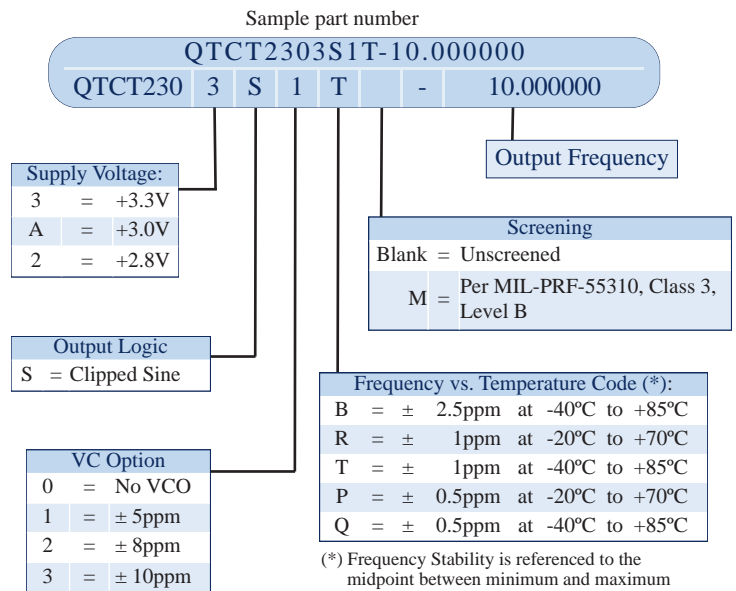 Sample part number
QTCT2303S1T-10.000000
QTCT230 3 S 1 T - 10.000000
Output Frequency
Supply Voltage:
3 = +3.3V
A = +3.0V
2 = +2.8V
Screening
Blank = Unscreened
M = Per MIL-PRF-55310, Class 3,
Level B
Output Logic
S = Clipped Sine
Frequency vs. Temperature Code (*):
B = ± 2.5ppm at -40ºC to +85ºC
R = ± 1ppm at -20ºC to +70ºC
T = ± 1ppm at -40ºC to +85ºC
P = ± 0.5ppm at -20ºC to +70ºC
Q = ± 0.5ppm at -40ºC to +85ºC
VC Option
0 = No VCO
1 = ± 5ppm
2 = ± 8ppm
3 = ± 10ppm
(*) Frequency Stability is referenced to the
midpoint between minimum and maximum